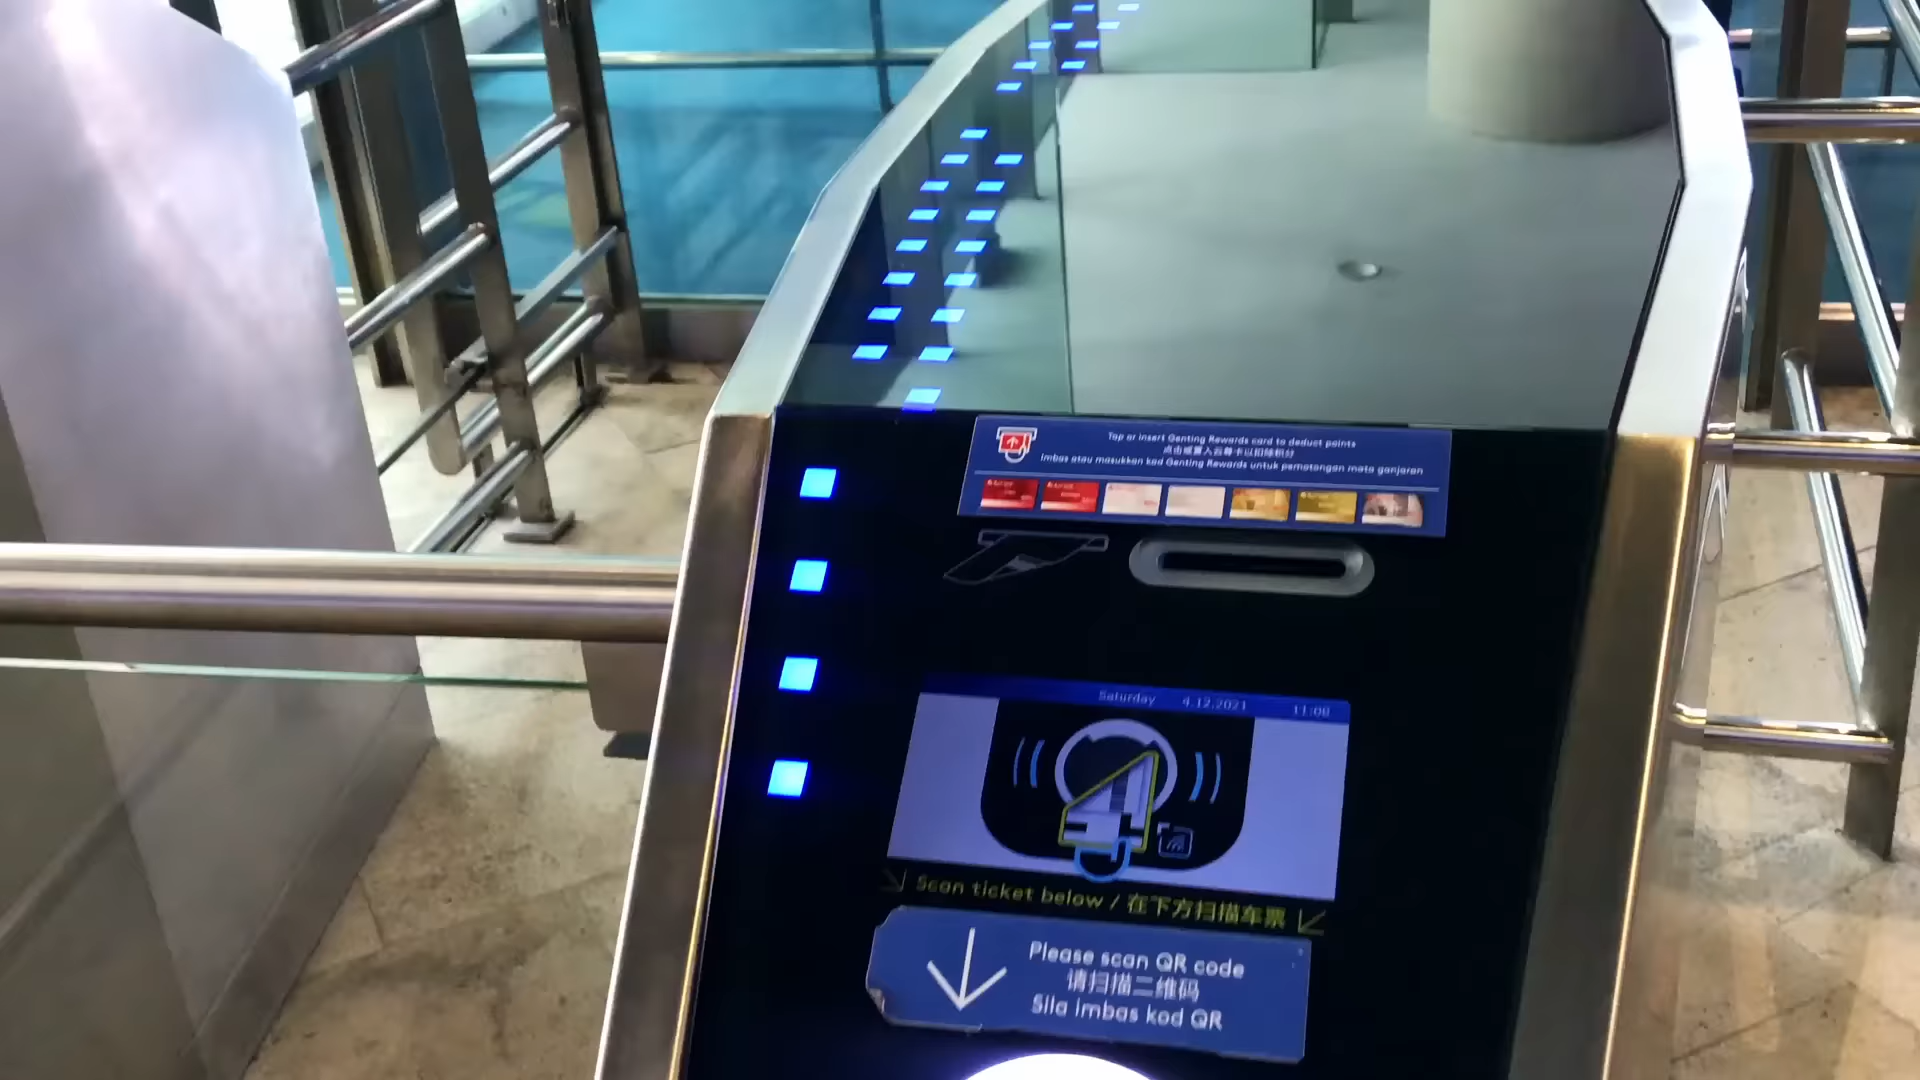 Tap or insert Genting Rewards card to deduct points
点击或置入云尊卡以扣除积分
Imbas atau masukkan kad Genting Rewards untuk pemotongan mata ganjaran
Saturday 4.12.2021 11:08
Scan ticket below / 在下方扫描车票
Please scan QR code
请扫描二维码
Sila imbas kod QR